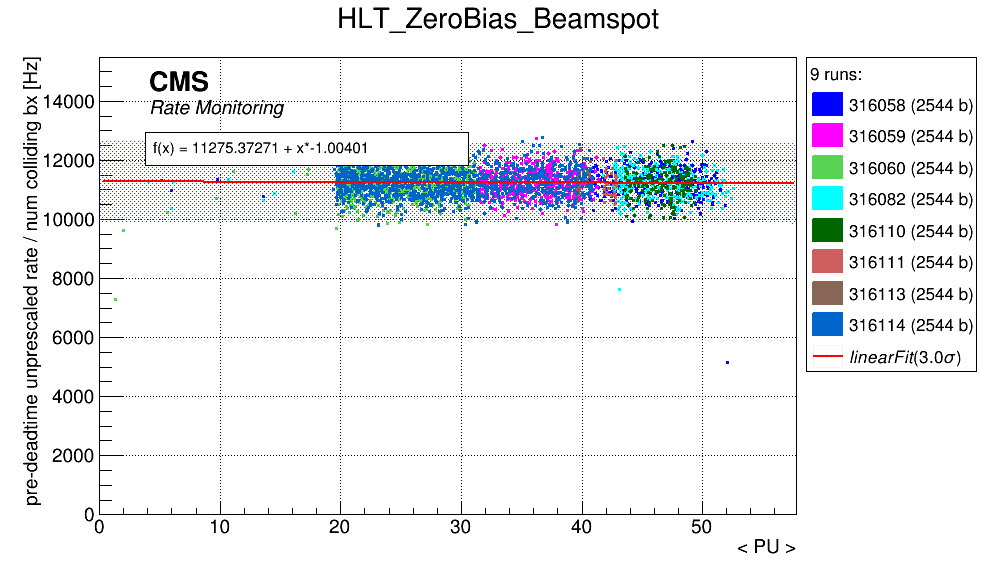 HLT_ZeroBias_Beamspot
pre-deadtime unprescaled rate / num colliding bx [Hz]
CMS
Rate Monitoring
f(x) = 11275.37271 + x*-1.00401
14000
12000
10000
8000
6000
4000
2000
0
0 10 20 30 40 50
< PU >
9 runs:
316058 (2544 b)
316059 (2544 b)
316060 (2544 b)
316082 (2544 b)
316110 (2544 b)
316111 (2544 b)
316113 (2544 b)
316114 (2544 b)
linearFit(3.0σ)